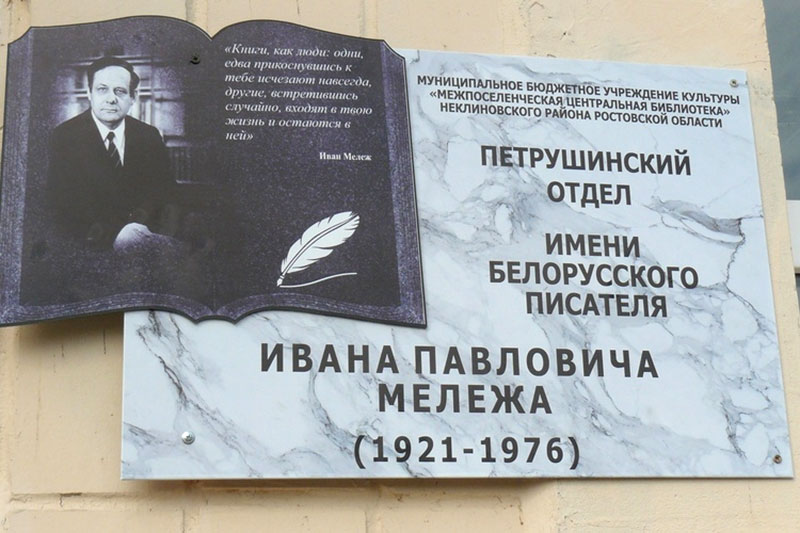 «Книги, как люди: одни,
едва прикоснувшись к
тебе исчезают навсегда,
другие, встретившись
случайно, входят в твою
жизнь и остаются в
ней»
Иван Мележ
МУНИЦИПАЛЬНОЕ БЮДЖЕТНОЕ УЧРЕЖДЕНИЕ КУЛЬТУРЫ
«МЕЖПОСЕЛЕНЧЕСКАЯ ЦЕНТРАЛЬНАЯ БИБЛИОТЕКА»
НЕКЛИНОВСКОГО РАЙОНА РОСТОВСКОЙ ОБЛАСТИ
ПЕТРУШИНСКИЙ
ОТДЕЛ
ИМЕНИ
БЕЛОРУССКОГО
ПИСАТЕЛЯ
ИВАНА ПАВЛОВИЧА
МЕЛЕЖА
(1921-1976)